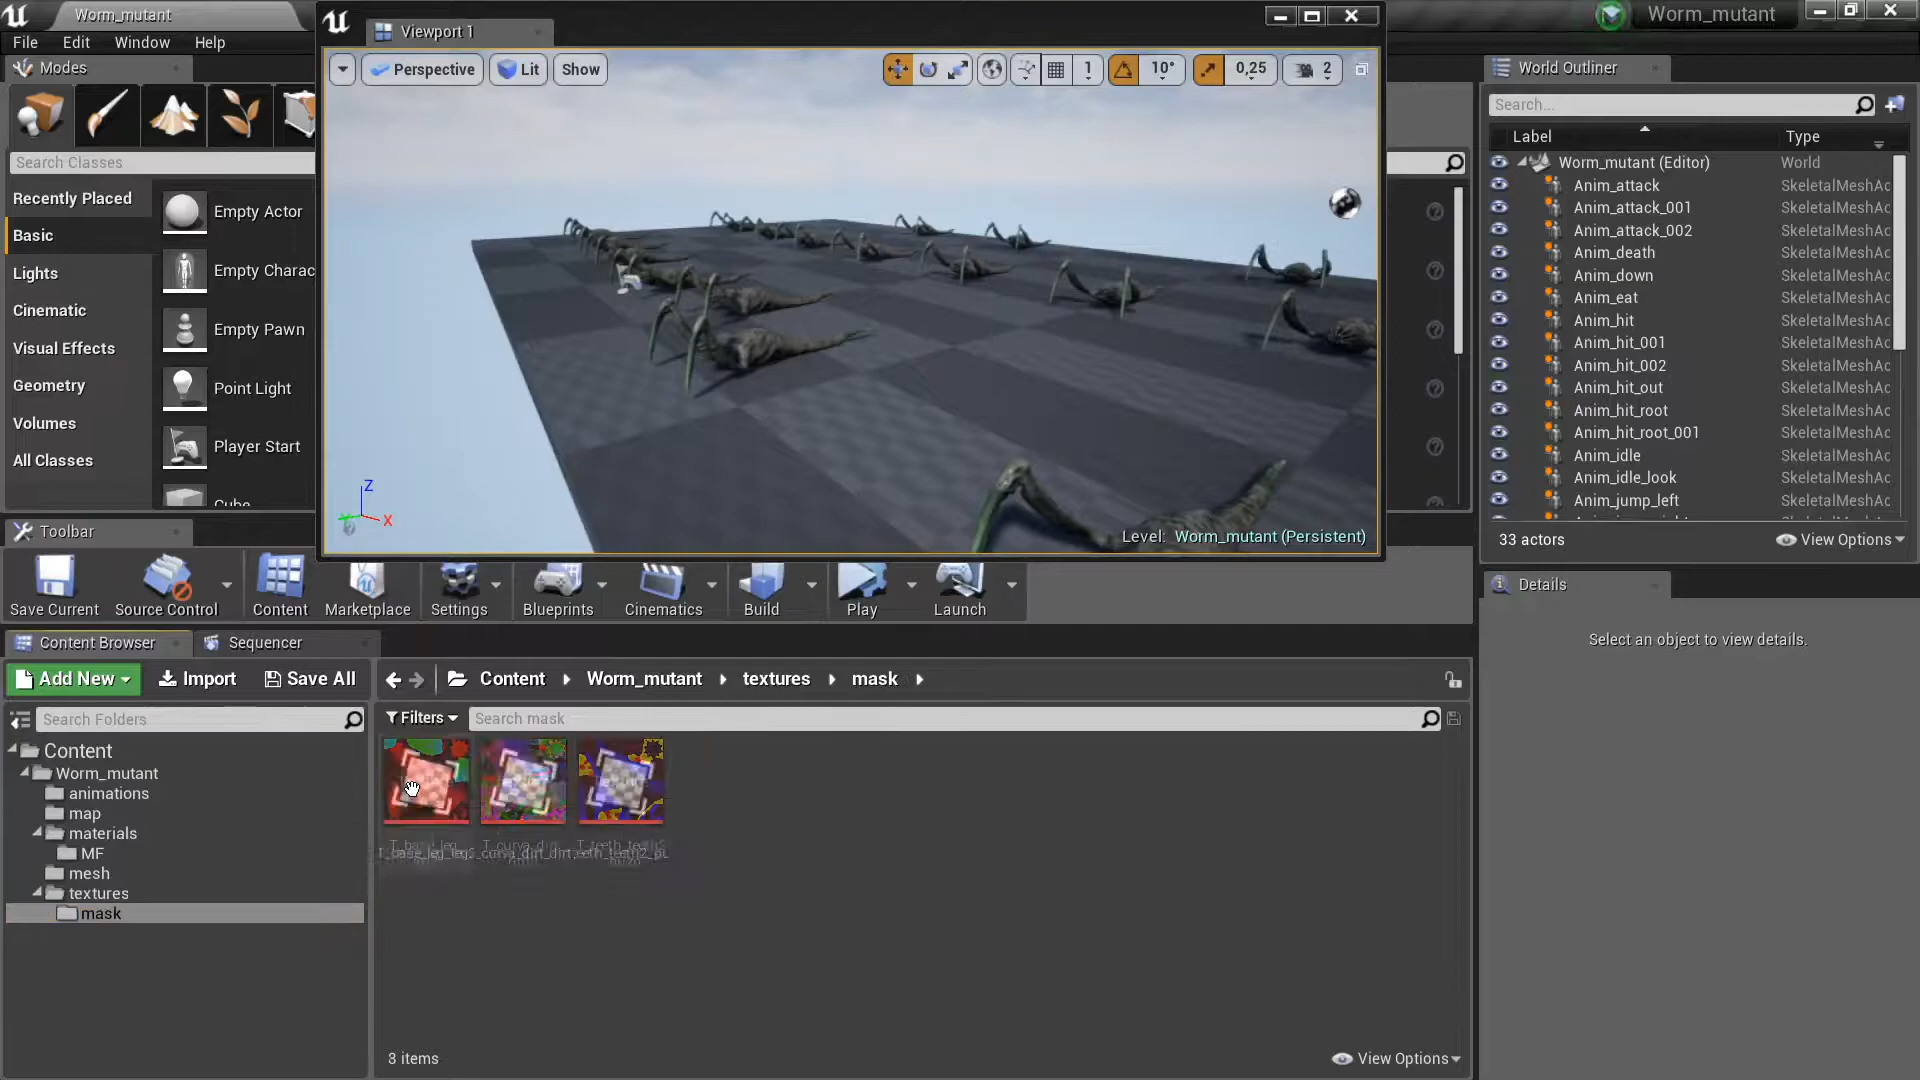 Worm_mutant
Viewport 1
Worm_mutant
File
Edit
Window
Help
Modes
World Outliner
Perspective
Lit
Show
1
10°
0,25
2
Search...
Label
Type
Search Classes
Recently Placed
Basic
Lights
Cinematic
Visual Effects
Geometry
Volumes
All Classes
Empty Actor
Empty Charac
Empty Pawn
Point Light
Player Start
Cube
Worm_mutant (Editor)
World
Anim_attack
SkeletalMeshAc
Anim_attack_001
SkeletalMeshAc
Anim_attack_002
SkeletalMeshAc
Anim_death
SkeletalMeshAc
Anim_down
SkeletalMeshAc
Anim_eat
SkeletalMeshAc
Anim_hit
SkeletalMeshAc
Anim_hit_001
SkeletalMeshAc
Anim_hit_002
SkeletalMeshAc
Anim_hit_out
SkeletalMeshAc
Anim_hit_root
SkeletalMeshAc
Anim_hit_root_001
SkeletalMeshAc
Anim_idle
SkeletalMeshAc
Anim_idle_look
SkeletalMeshAc
Anim_jump_left
SkeletalMeshAc
Z
X
Level: Worm_mutant (Persistent)
33 actors
View Options
Toolbar
Save Current
Source Control
Content
Marketplace
Settings
Blueprints
Cinematics
Build
Play
Launch
Details
Select an object to view details.
Content Browser
Sequencer
Add New
Import
Save All
Content
Worm_mutant
textures
mask
Search Folders
Filters
Search mask
Content
Worm_mutant
animations
map
materials
MF
mesh
textures
mask
3 items
View Options